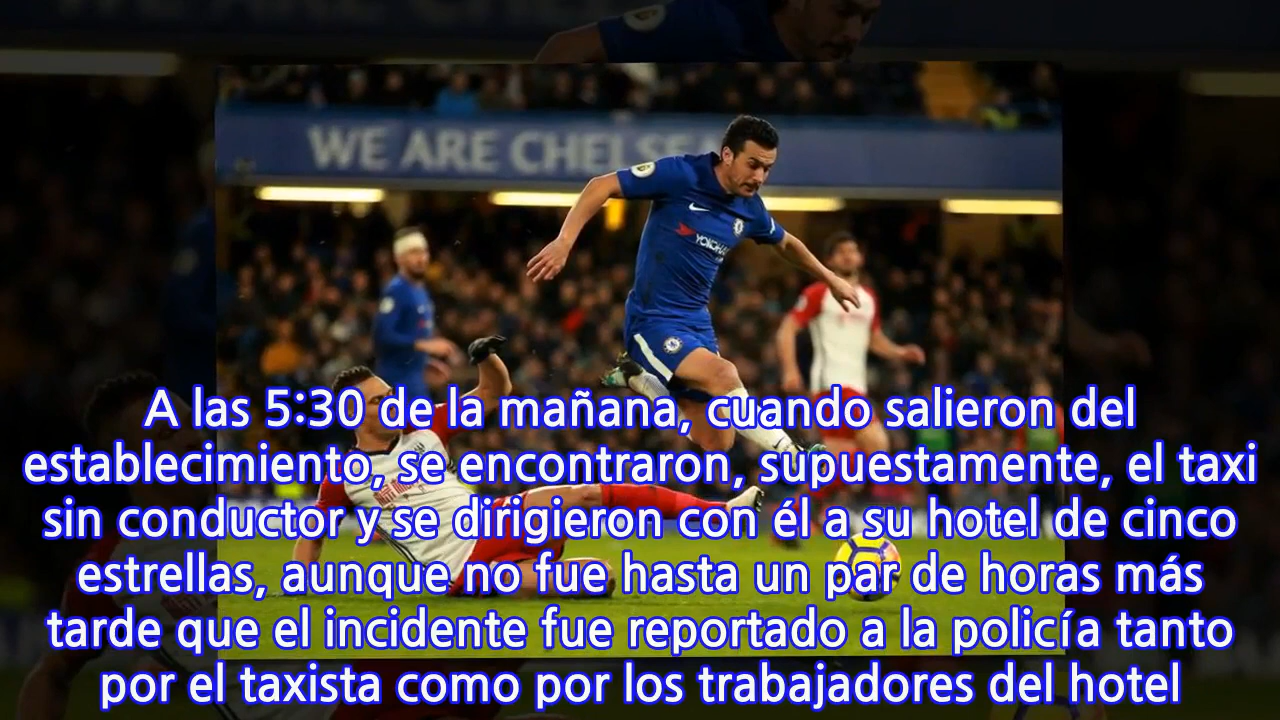 WE ARE CHELS
YOKOHA
A las 5:30 de la mañana, cuando salieron del
establecimiento, se encontraron, supuestamente, el taxi
sin conductor y se dirigieron con él a su hotel de cinco
estrellas, aunque no fue hasta un par de horas más
tarde que el incidente fue reportado a la policía tanto
por el taxista como por los trabajadores del hotel